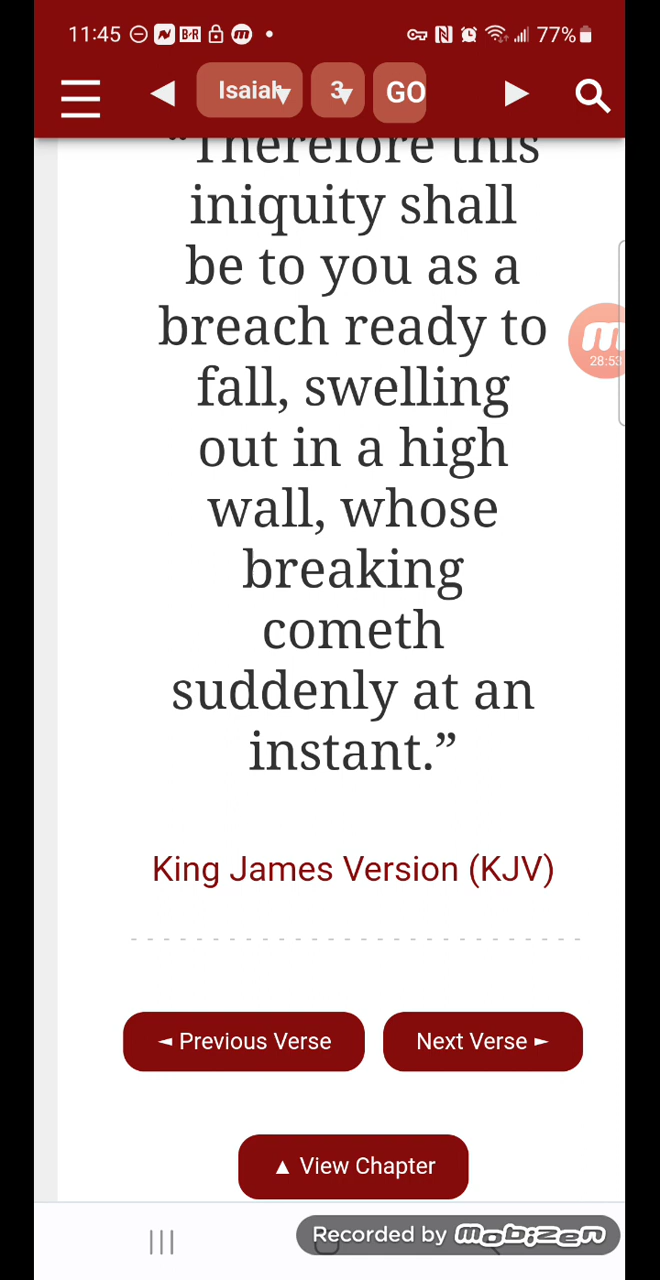 11:45 B:R m 77%
Isaiah 3 GO
“Therefore this
iniquity shall
be to you as a
breach ready to
fall, swelling
out in a high
wall, whose
breaking
cometh
suddenly at an
instant.”
m
28:53
King James Version (KJV)
◄ Previous Verse Next Verse ►
▲ View Chapter
Recorded by mobizen